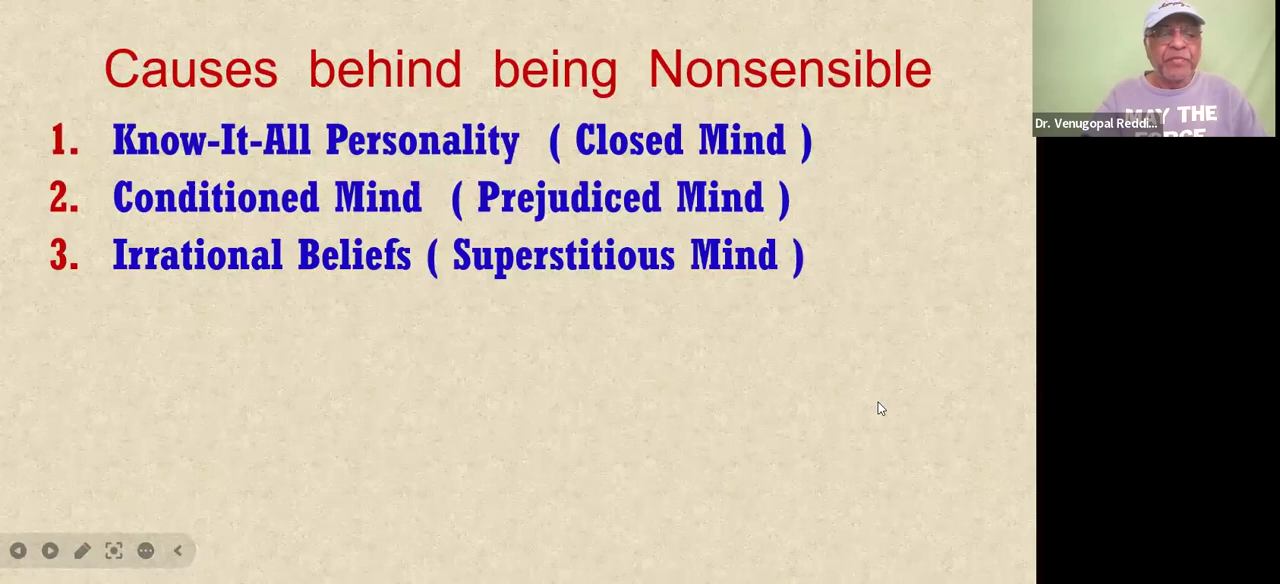 Causes behind being Nonsensible
1. Know-It-All Personality ( Closed Mind )
2. Conditioned Mind ( Prejudiced Mind )
3. Irrational Beliefs ( Superstitious Mind )
Dr. Venugopal Reddi...
MAY THE
FORCE